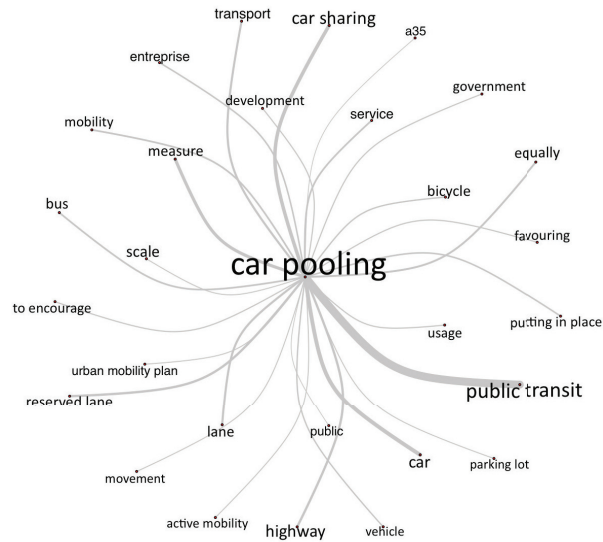 transport
car sharing
a35
entreprise
development
government
service
mobility
measure
equally
bicycle
bus
favouring
scale
car pooling
to encourage
putting in place
usage
urban mobility plan
public transit
reserved lane
lane
public
car
parking lot
movement
active mobility
highway
vehicle